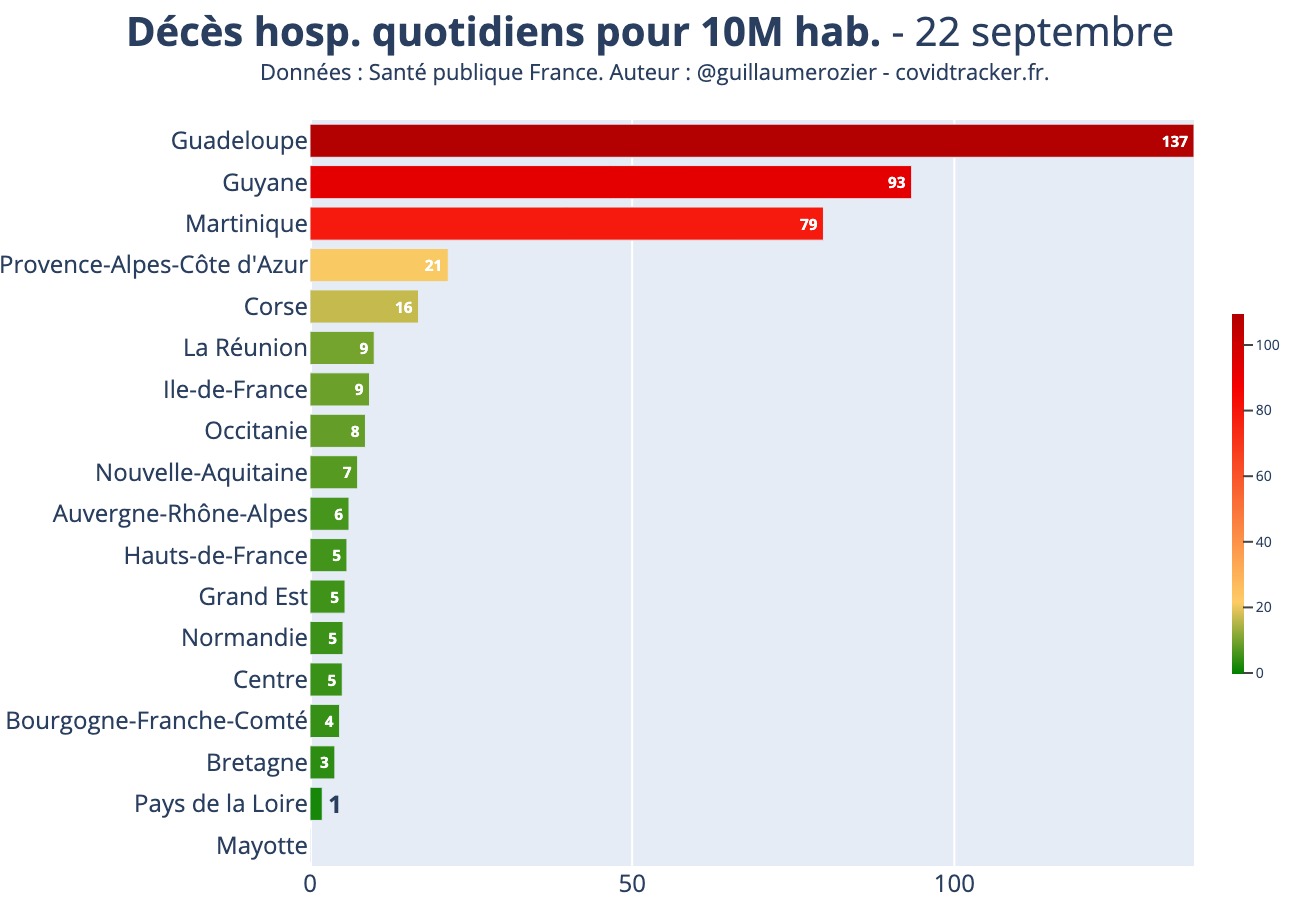 Décès hosp. quotidiens pour 10M hab. - 22 septembre
Données : Santé publique France. Auteur : @guillaumerozier - covidtracker.fr.
Guadeloupe 137
Guyane 93
Martinique 79
Provence-Alpes-Côte d'Azur 21
Corse 16
La Réunion 9
Ile-de-France 9
Occitanie 8
Nouvelle-Aquitaine 7
Auvergne-Rhône-Alpes 6
Hauts-de-France 5
Grand Est 5
Normandie 5
Centre 5
Bourgogne-Franche-Comté 4
Bretagne 3
Pays de la Loire 1
Mayotte
0 50 100
100
80
60
40
20
0